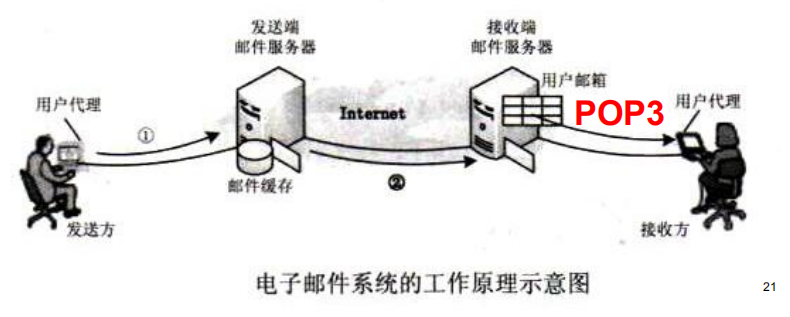 发送端
邮件服务器
接收端
邮件服务器
用户邮箱
用户代理
①
Internet
POP3
用户代理
邮件缓存
②
发送方
接收方
电子邮件系统的工作原理示意图
21